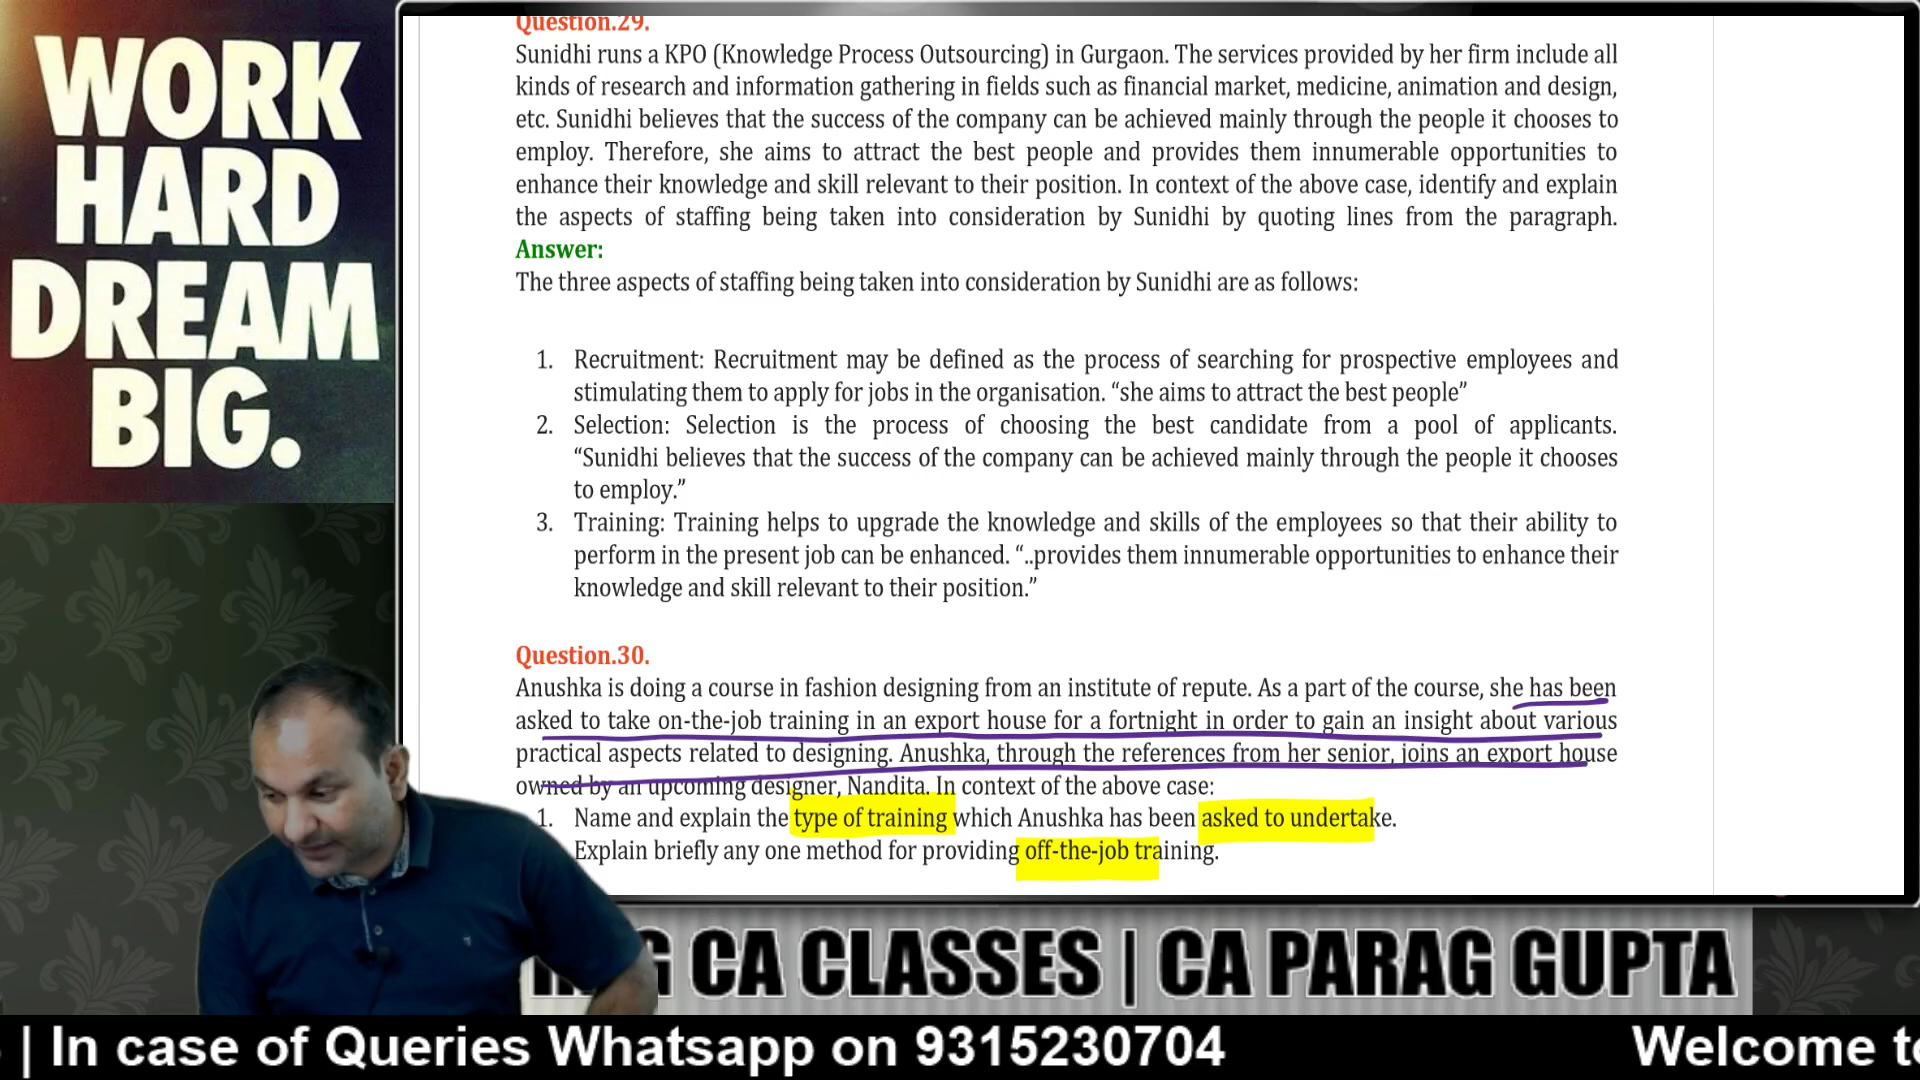 WORK
HARD
DREAM
BIG.
Question.29.
Sunidhi runs a KPO (Knowledge Process Outsourcing) in Gurgaon. The services provided by her firm include all
kinds of research and information gathering in fields such as financial market, medicine, animation and design,
etc. Sunidhi believes that the success of the company can be achieved mainly through the people it chooses to
employ. Therefore, she aims to attract the best people and provides them innumerable opportunities to
enhance their knowledge and skill relevant to their position. In context of the above case, identify and explain
the aspects of staffing being taken into consideration by Sunidhi by quoting lines from the paragraph.
Answer:
The three aspects of staffing being taken into consideration by Sunidhi are as follows:
1. Recruitment: Recruitment may be defined as the process of searching for prospective employees and
stimulating them to apply for jobs in the organisation. “she aims to attract the best people”
2. Selection: Selection is the process of choosing the best candidate from a pool of applicants.
“Sunidhi believes that the success of the company can be achieved mainly through the people it chooses
to employ.”
3. Training: Training helps to upgrade the knowledge and skills of the employees so that their ability to
perform in the present job can be enhanced. “..provides them innumerable opportunities to enhance their
knowledge and skill relevant to their position.”
Question.30.
Anushka is doing a course in fashion designing from an institute of repute. As a part of the course, she has been
asked to take on-the-job training in an export house for a fortnight in order to gain an insight about various
practical aspects related to designing. Anushka, through the references from her senior, joins an export house
owned by an upcoming designer, Nandita. In context of the above case:
1. Name and explain the type of training which Anushka has been asked to undertake.
Explain briefly any one method for providing off-the-job training.
CA CLASSES | CA PARAG GUPTA
| In case of Queries Whatsapp on 9315230704
Welcome